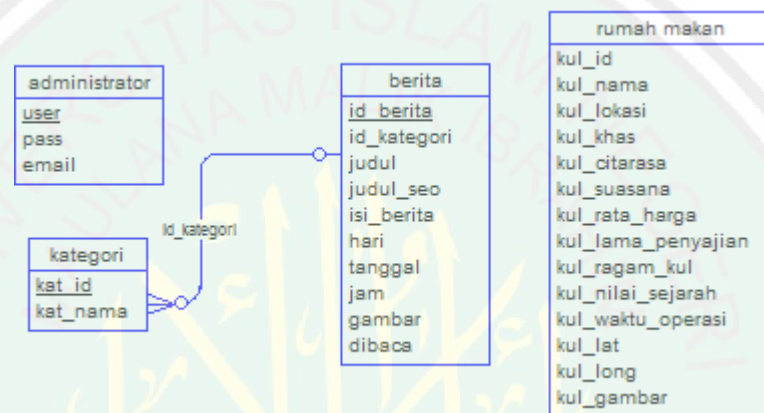 administrator
user
pass
email
kategori
kat_id
kat_nama
id_kategori
berita
id_berita
id_kategori
judul
judul_seo
isi_berita
hari
tanggal
jam
gambar
dibaca
rumah makan
kul_id
kul_nama
kul_lokasi
kul_khas
kul_citarasa
kul_suasana
kul_rata_harga
kul_lama_penyajian
kul_ragam_kul
kul_nilai_sejarah
kul_waktu_operasi
kul_lat
kul_long
kul_gambar